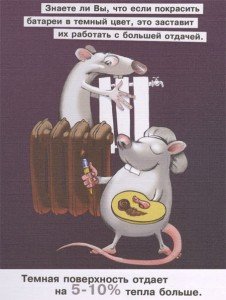 Знаете ли Вы, что если покрасить
батареи в темный цвет, это заставит
их работать с большей отдачей.
Темная поверхность отдает
на 5-10% тепла больше.